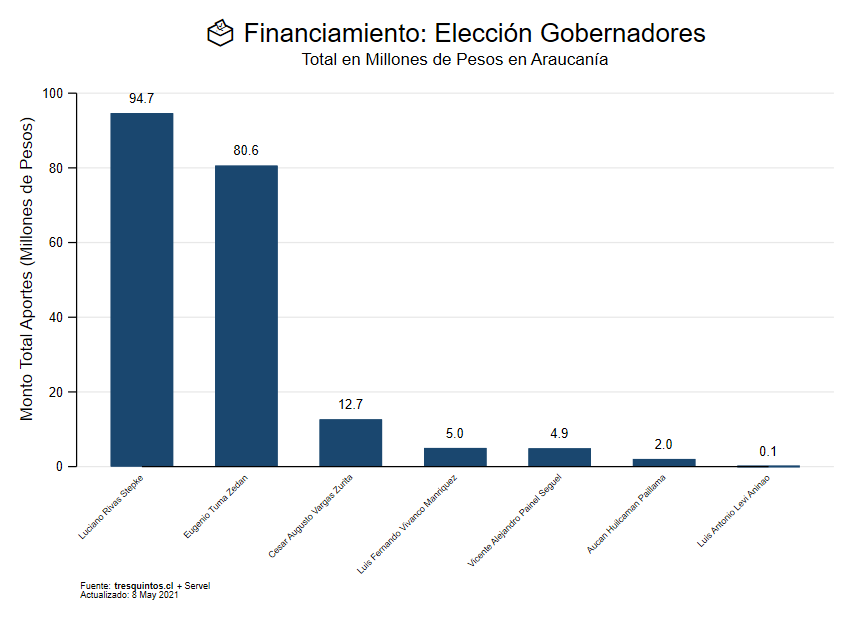 Financiamiento: Elección Gobernadores
Total en Millones de Pesos en Araucanía
Monto Total Aportes (Millones de Pesos)
100
80
60
40
20
0
94.7
80.6
12.7
5.0
4.9
2.0
0.1
Luciano Rivas Stepke
Eugenio Tuma Zedan
Cesar Augusto Vargas Zurita
Luis Fernando Vivanco Manriquez
Vicente Alejandro Painel Seguel
Aucan Huilcaman Paillama
Luis Antonio Levi Aninao
Fuente: tresquintos.cl + Servel
Actualizado: 8 May 2021